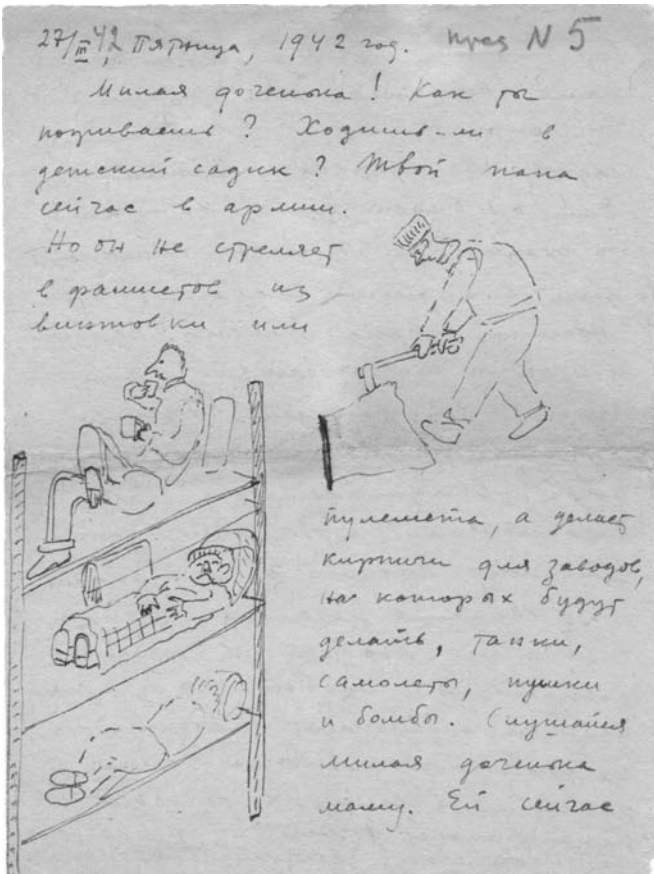 27/III 42, Пятница, 1942 год. N 5
Милая доченька! Как ты
поживаешь? Ходишь-ли в
детский садик? Твой папа
сейчас в армии.
Но он не стреляет
в фашистов из
винтовки или
пулемета, а делает
кирпичи для заводов,
на которых будут
делать, танки,
самолеты, пушки
и бомбы. Слушайся
милая доченька
маму. Ей сейчас